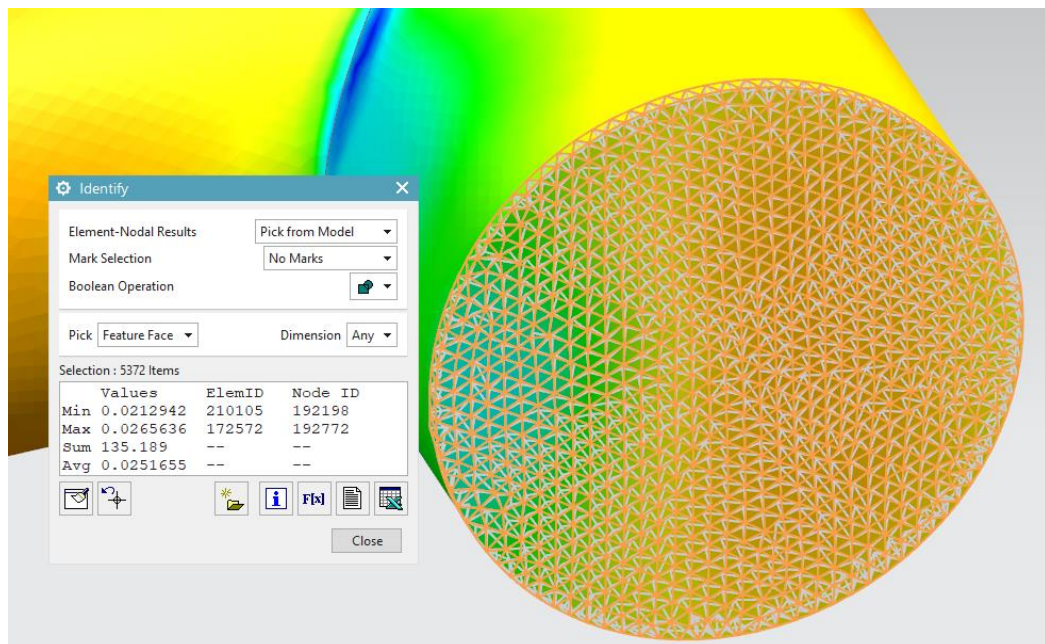 Identify
Element-Nodal Results Pick from Model
Mark Selection No Marks
Boolean Operation
Pick Feature Face Dimension Any
Selection : 5372 Items
Values ElemID Node ID
Min 0.0212942 210105 192198
Max 0.0265636 172572 192772
Sum 135.189 -- --
Avg 0.0251655 -- --
i F[x]
Close